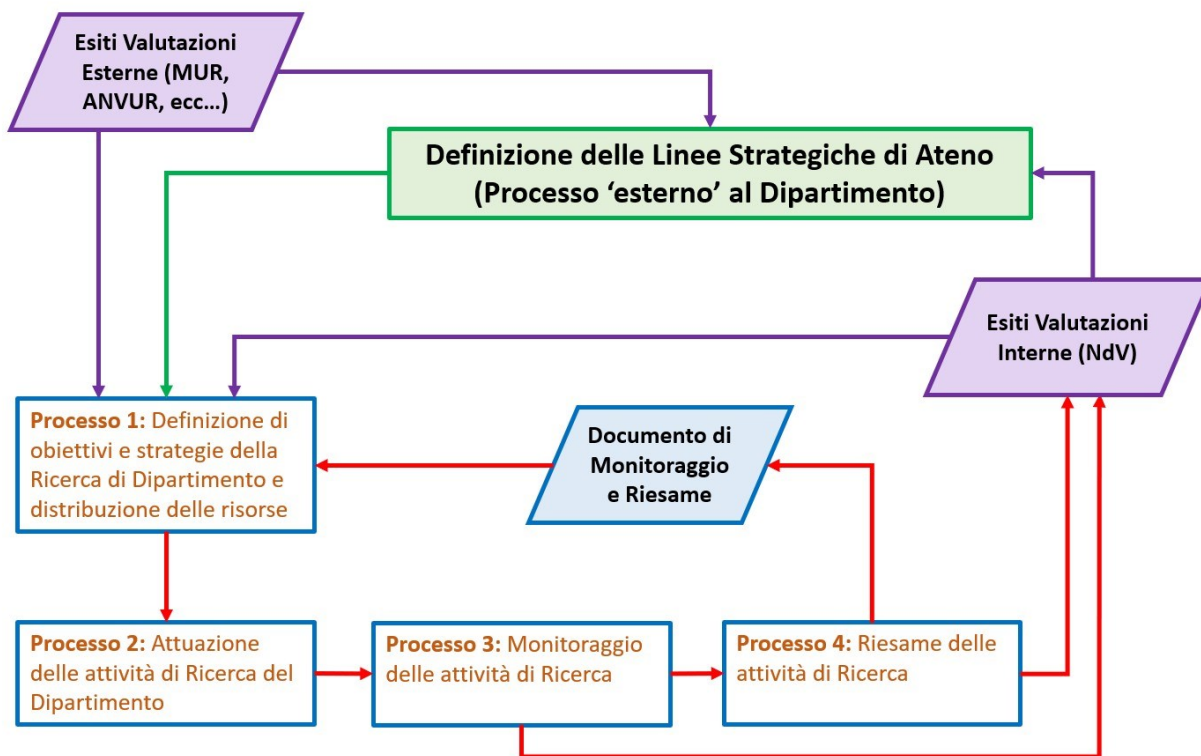 Esiti Valutazioni
Esterne (MUR,
ANVUR, ecc...)
Definizione delle Linee Strategiche di Ateno
(Processo ‘esterno’ al Dipartimento)
Esiti Valutazioni
Interne (NdV)
Processo 1: Definizione di
obiettivi e strategie della
Ricerca di Dipartimento e
distribuzione delle risorse
Documento di
Monitoraggio
e Riesame
Processo 2: Attuazione
delle attività di Ricerca del
Dipartimento
Processo 3: Monitoraggio
delle attività di Ricerca
Processo 4: Riesame delle
attività di Ricerca